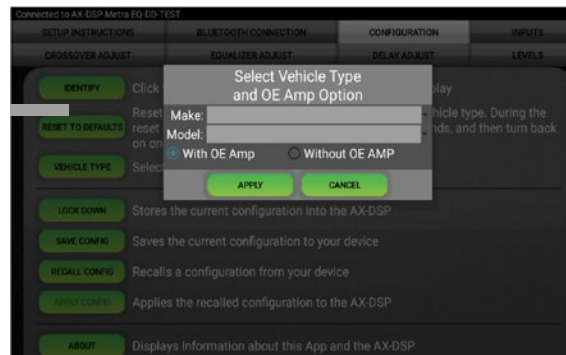 Connected to AX-DSP Metra EQ-DD-TEST
SETUP INSTRUCTIONS BLUETOOTH CONNECTION CONFIGURATION INPUTS
CROSSOVER ADJUST EQUALIZER ADJUST DELAY ADJUST LEVELS
Select Vehicle Type
and OE Amp Option
Make:
Model:
With OE Amp Without OE AMP
APPLY CANCEL
IDENTIFY Click play
RESET TO DEFAULTS Reset hicle type. During the
reset nds, and then turn back
on on
VEHICLE TYPE Select
LOCK DOWN Stores the current configuration into the AX-DSP
SAVE CONFIG Saves the current configuration to your device
RECALL CONFIG Recalls a configuration from your device
APPLY CONFIG Applies the recalled configuration to the AX-DSP
ABOUT Displays Information about this App and the AX-DSP